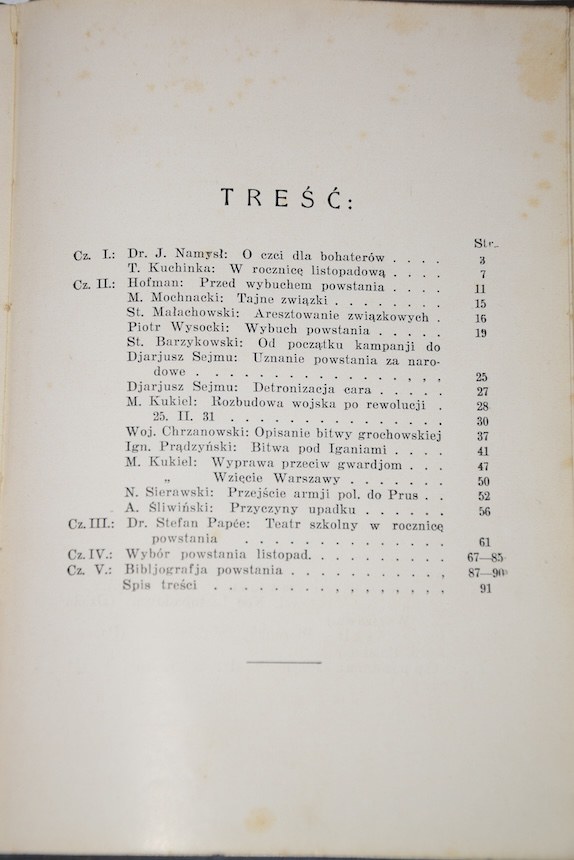 TREŚĆ:
Str.
Cz. I.: Dr. J. Namysł: O czci dla bohaterów . . . . 3
T. Kuchinka: W rocznicę listopadową . . . . 7
Cz. II.: Hofman: Przed wybuchem powstania . . . . 11
M. Mochnacki: Tajne związki . . . . . . . . 15
St. Małachowski: Aresztowanie związkowych . 16
Piotr Wysocki: Wybuch powstania . . . . . 19
St. Barzykowski: Od początku kampanji do
Djarjusz Sejmu: Uznanie powstania za naro-
dowe . . . . . . . . . . . . . . . . 25
Djarjusz Sejmu: Detronizacja cara . . . . . 27
M. Kukiel: Rozbudowa wojska po rewolucji . 28
25. II. 31 . . . . . . . . . . . . . . . 30
Woj. Chrzanowski: Opisanie bitwy grochowskiej 37
Ign. Prądzyński: Bitwa pod Iganiami . . . . 41
M. Kukiel: Wyprawa przeciw gwardjom . . . 47
„ Wzięcie Warszawy . . . . . . 50
N. Sierawski: Przejście armji pol. do Prus . . 52
A. Śliwiński: Przyczyny upadku . . . . . . 56
Cz. III.: Dr. Stefan Papée: Teatr szkolny w rocznicę
powstania . . . . . . . . . . . . . . 61
Cz. IV.: Wybór powstania listopad. . . . . . . . . . 67—85
Cz. V.: Bibljografja powstania . . . . . . . . . . . 87—90
Spis treści . . . . . . . . . . . . . . . . 91